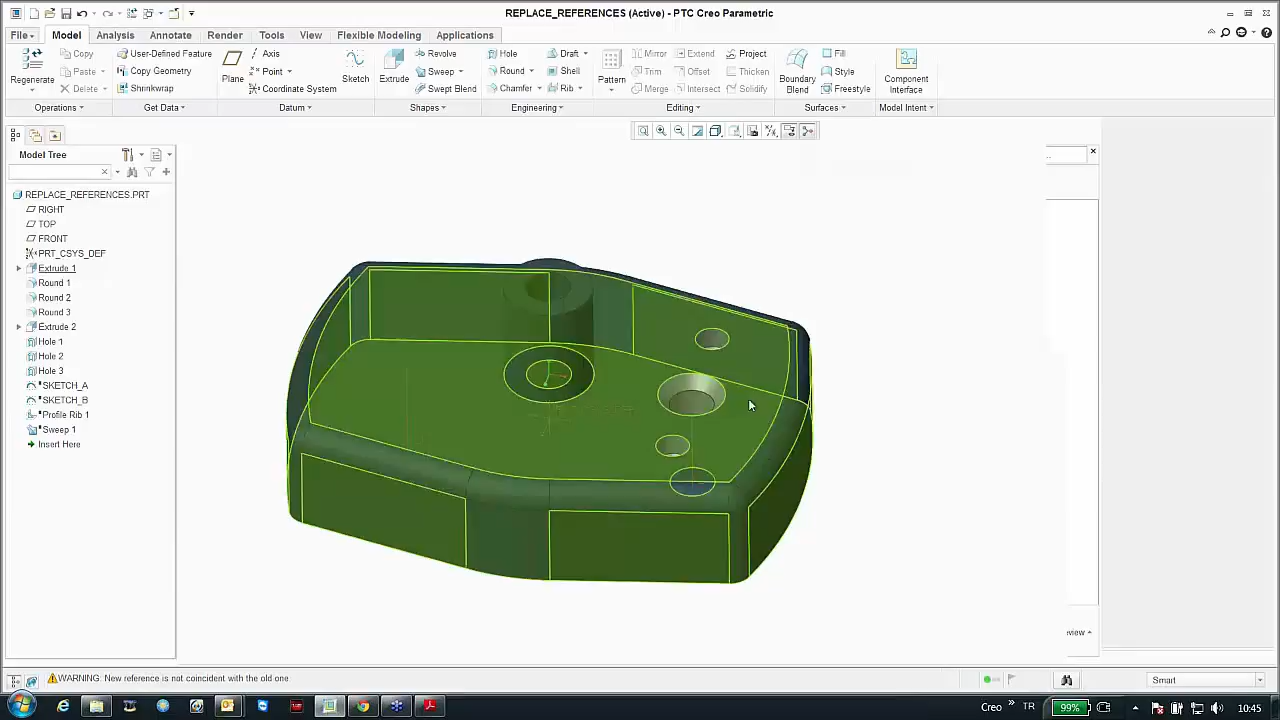 REPLACE_REFERENCES (Active) - PTC Creo Parametric
File Model Analysis Annotate Render Tools View Flexible Modeling Applications
Regenerate
Copy
Paste
Delete
User-Defined Feature
Copy Geometry
Shrinkwrap
Plane
Axis
Point
Coordinate System
Sketch
Extrude
Revolve
Sweep
Swept Blend
Hole
Round
Chamfer
Draft
Shell
Rib
Pattern
Mirror
Trim
Merge
Extend
Offset
Intersect
Project
Thicken
Solidify
Boundary Blend
Fill
Style
Freestyle
Component Interface
Operations Get Data Datum Shapes Engineering Editing Surfaces Model Intent
Model Tree
REPLACE_REFERENCES.PRT
RIGHT
TOP
FRONT
PRT_CSYS_DEF
Extrude 1
Round 1
Round 2
Round 3
Extrude 2
Hole 1
Hole 2
Hole 3
*SKETCH_A
*SKETCH_B
*Profile Rib 1
*Sweep 1
Insert Here
...
eview
WARNING. New reference is not coincident with the old one.
Smart
Creo » TR 99% 10:45